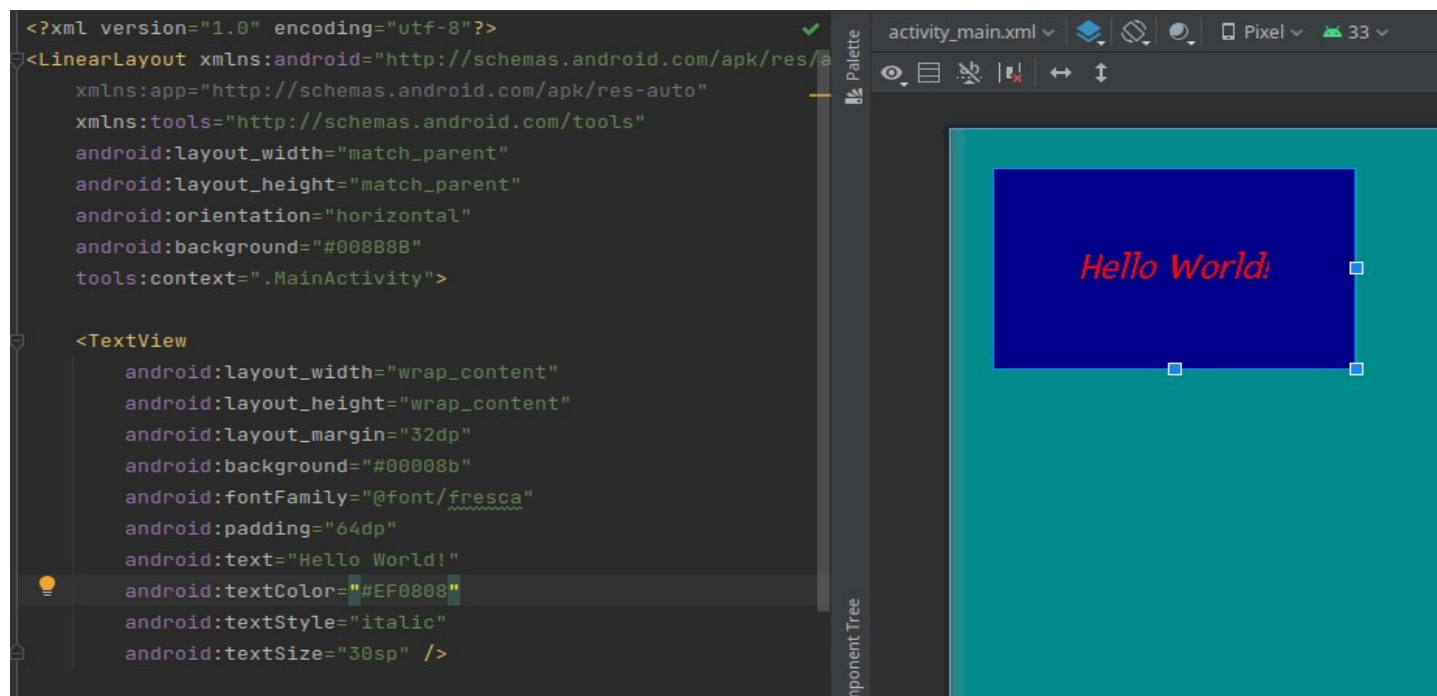 <?xml version="1.0" encoding="utf-8"?>
<LinearLayout xmlns:android="http://schemas.android.com/apk/res/a
xmlns:app="http://schemas.android.com/apk/res-auto"
xmlns:tools="http://schemas.android.com/tools"
android:layout_width="match_parent"
android:layout_height="match_parent"
android:orientation="horizontal"
android:background="#008B8B"
tools:context=".MainActivity">
<TextView
android:layout_width="wrap_content"
android:layout_height="wrap_content"
android:layout_margin="32dp"
android:background="#00008b"
android:fontFamily="@font/fresca"
android:padding="64dp"
android:text="Hello World!"
android:textColor="#EF0808"
android:textStyle="italic"
android:textSize="30sp" />
Palette
mponent Tree
activity_main.xml Pixel 33
Hello World!